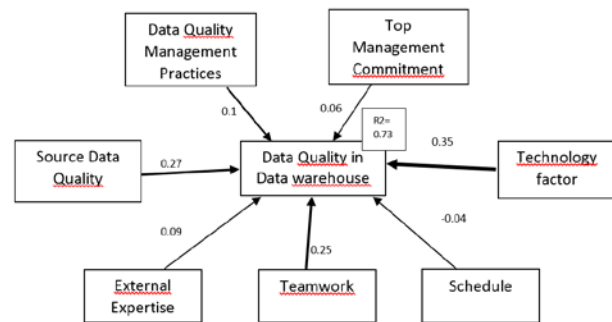 Data Quality
Management
Practices
Top
Management
Commitment
0.1
0.06
R2=
0.73
Source Data
Quality
0.27
Data Quality in
Data warehouse
0.35
Technology
factor
0.09
0.25
-0.04
External
Expertise
Teamwork
Schedule